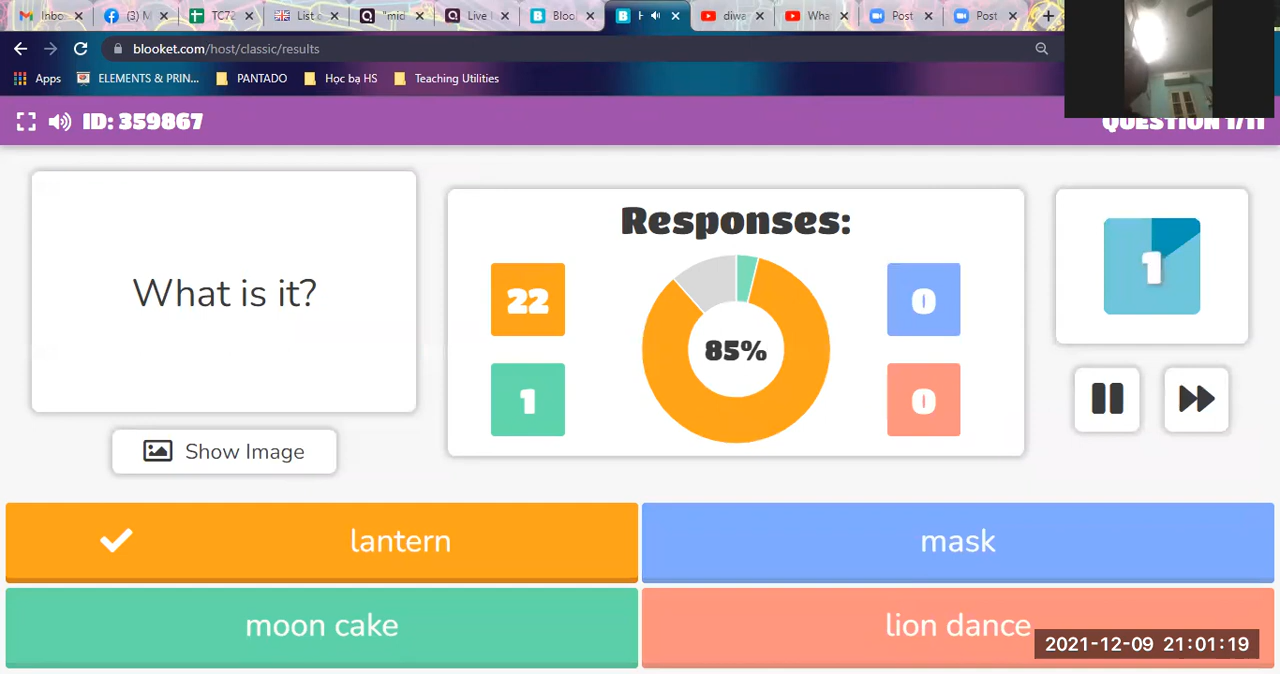 Inbo
(3) M
TC72
List c
"mid
Live I
Bloo
H
diwa
Wha
Post
Post
blooket.com/host/classic/results
Apps
ELEMENTS & PRIN...
PANTADO
Học bạ HS
Teaching Utilities
ID: 359867
QUESTION 1/11
What is it?
Responses:
1
22
0
85%
1
0
Show Image
lantern
mask
moon cake
lion dance
2021-12-09 21:01:19